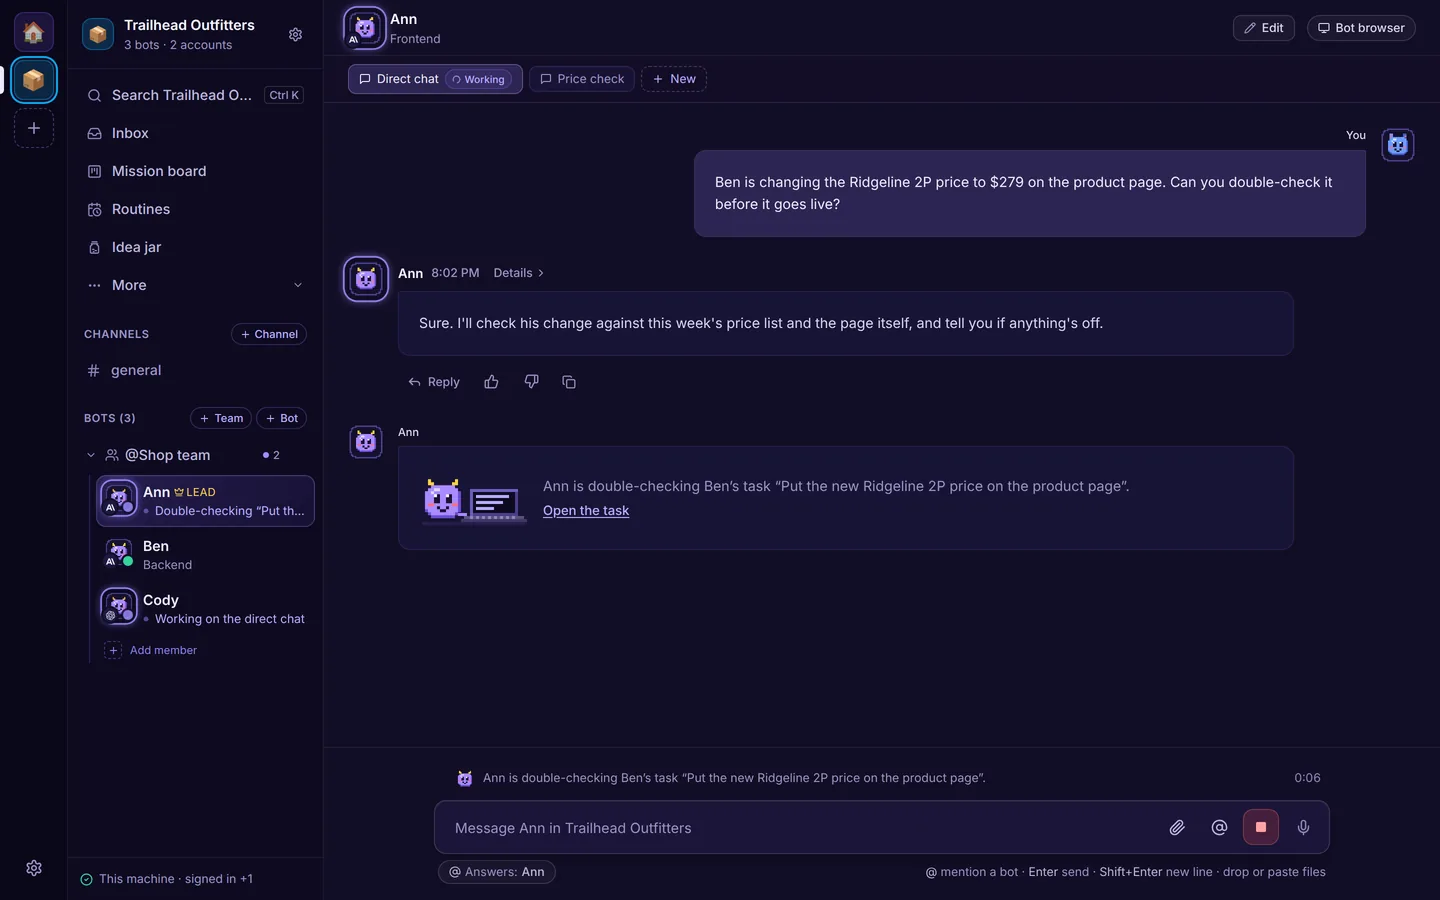 Trailhead Outfitters
3 bots · 2 accounts
Search Trailhead O...
Ctrl K
Inbox
Mission board
Routines
Idea jar
More
CHANNELS
+ Channel
# general
BOTS (3)
+ Team
+ Bot
@Shop team
2
Ann LEAD
Double-checking “Put th...
Ben
Backend
Cody
Working on the direct chat
+ Add member
This machine · signed in +1
Ann
Frontend
Edit
Bot browser
Direct chat
Working
Price check
+ New
You
Ben is changing the Ridgeline 2P price to $279 on the product page. Can you double-check it
before it goes live?
Ann 8:02 PM Details >
Sure. I'll check his change against this week's price list and the page itself, and tell you if anything's off.
Reply
Ann
Ann is double-checking Ben’s task “Put the new Ridgeline 2P price on the product page”.
Open the task
Ann is double-checking Ben’s task “Put the new Ridgeline 2P price on the product page”.
0:06
Message Ann in Trailhead Outfitters
@ Answers: Ann
@ mention a bot · Enter send · Shift+Enter new line · drop or paste files